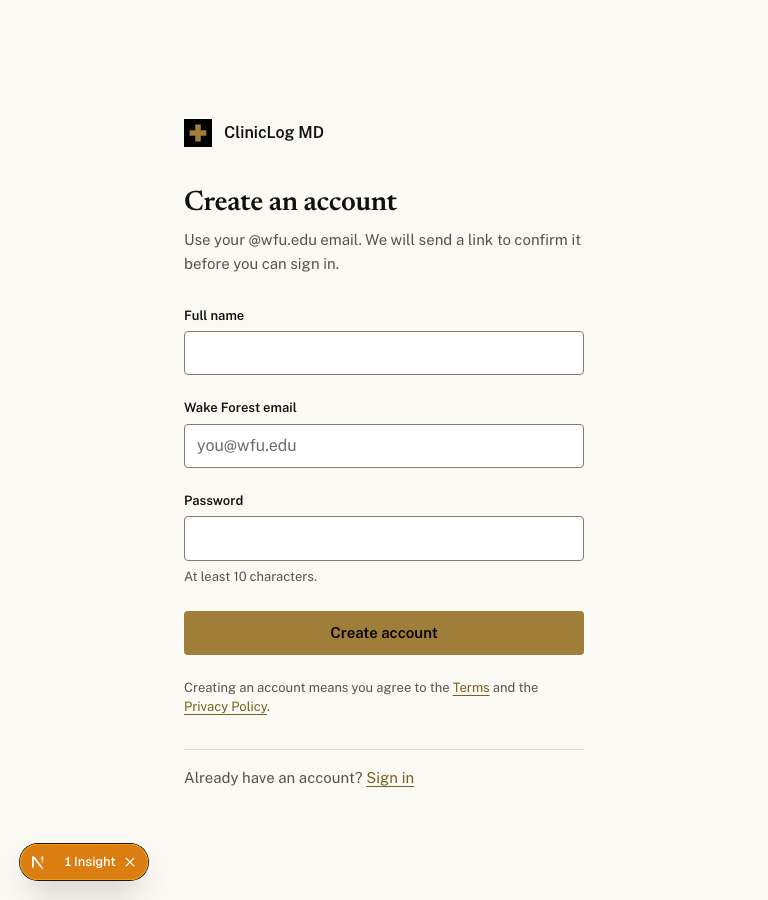 ClinicLog MD
Create an account
Use your @wfu.edu email. We will send a link to confirm it
before you can sign in.
Full name
Wake Forest email
you@wfu.edu
Password
At least 10 characters.
Create account
Creating an account means you agree to the Terms and the
Privacy Policy.
Already have an account? Sign in
1 Insight